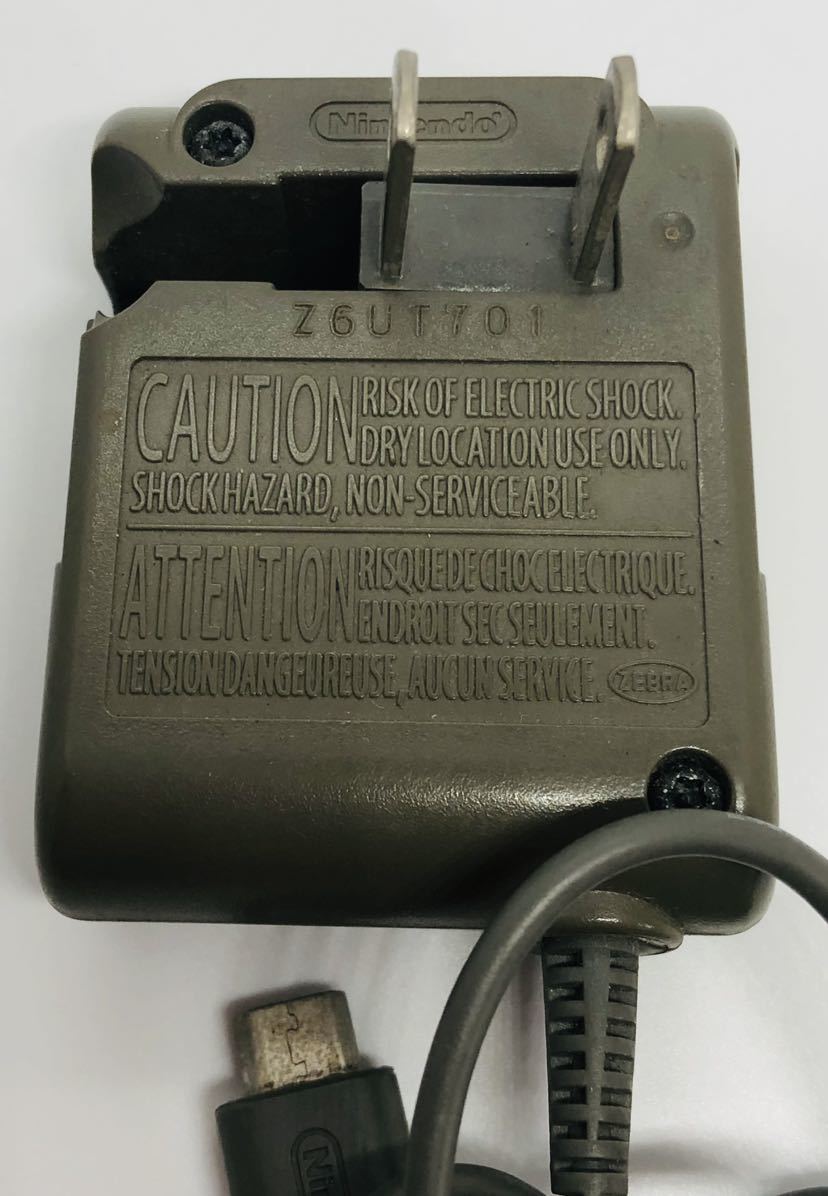 Nintendo
Z6UT701
CAUTION RISK OF ELECTRIC SHOCK.
DRY LOCATION USE ONLY.
SHOCK HAZARD, NON-SERVICEABLE.
ATTENTION RISQUE DE CHOC ELECTRIQUE.
ENDROIT SEC SEULEMENT.
TENSION DANGEUREUSE, AUCUN SERVICE. ZEBRA
Nin